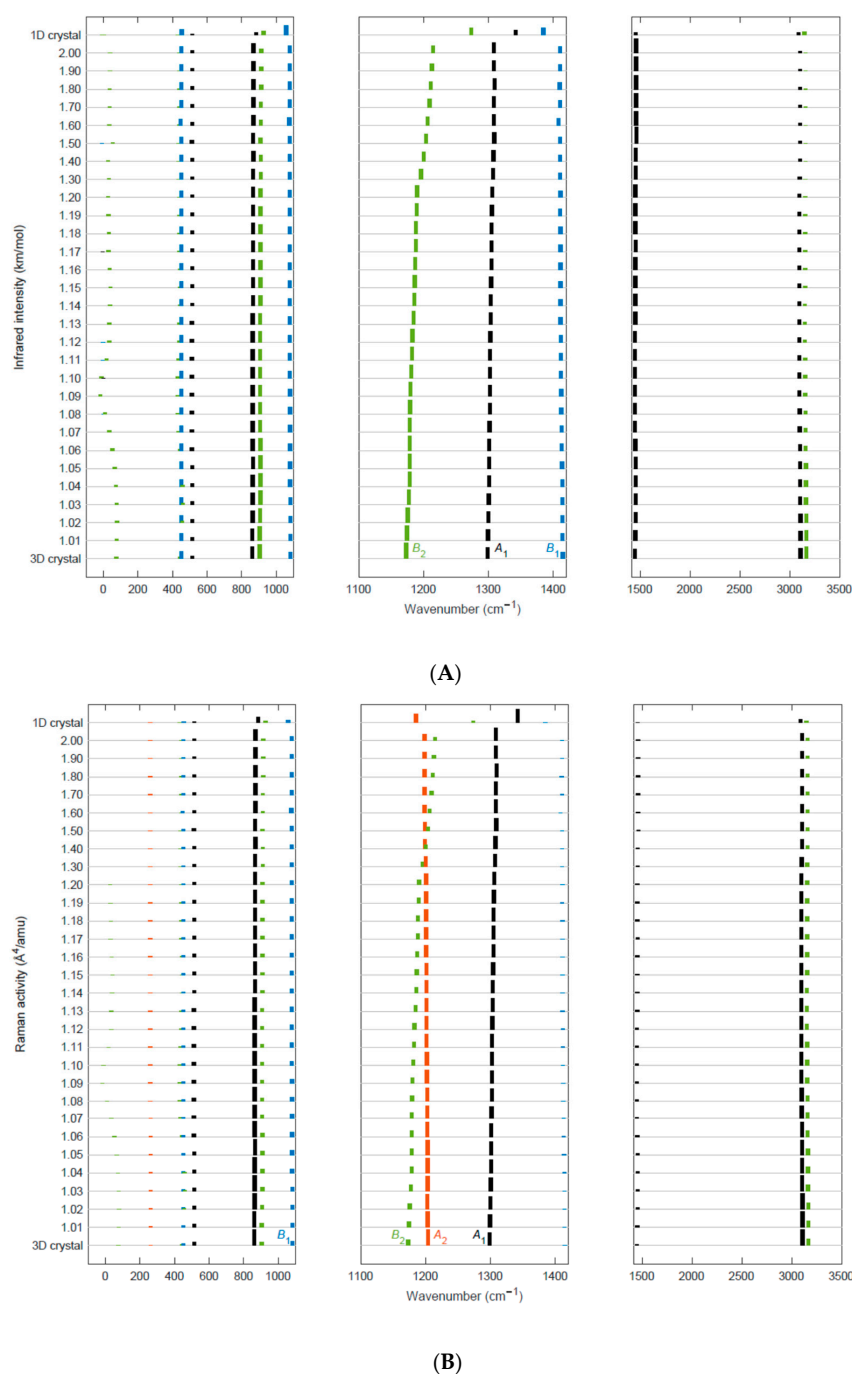 Infrared intensity (km/mol)
1D crystal
2.00
1.90
1.80
1.70
1.60
1.50
1.40
1.30
1.20
1.19
1.18
1.17
1.16
1.15
1.14
1.13
1.12
1.11
1.10
1.09
1.08
1.07
1.06
1.05
1.04
1.03
1.02
1.01
3D crystal
B2 A1 B1
0 200 400 600 800 1000
1100 1200 1300 1400
1500 2000 2500 3000 3500
Wavenumber (cm−1)
(A)
Raman activity (Å4/amu)
1D crystal
2.00
1.90
1.80
1.70
1.60
1.50
1.40
1.30
1.20
1.19
1.18
1.17
1.16
1.15
1.14
1.13
1.12
1.11
1.10
1.09
1.08
1.07
1.06
1.05
1.04
1.03
1.02
1.01
3D crystal
B1
B2 A2 A1
0 200 400 600 800 1000
1100 1200 1300 1400
1500 2000 2500 3000 3500
Wavenumber (cm−1)
(B)